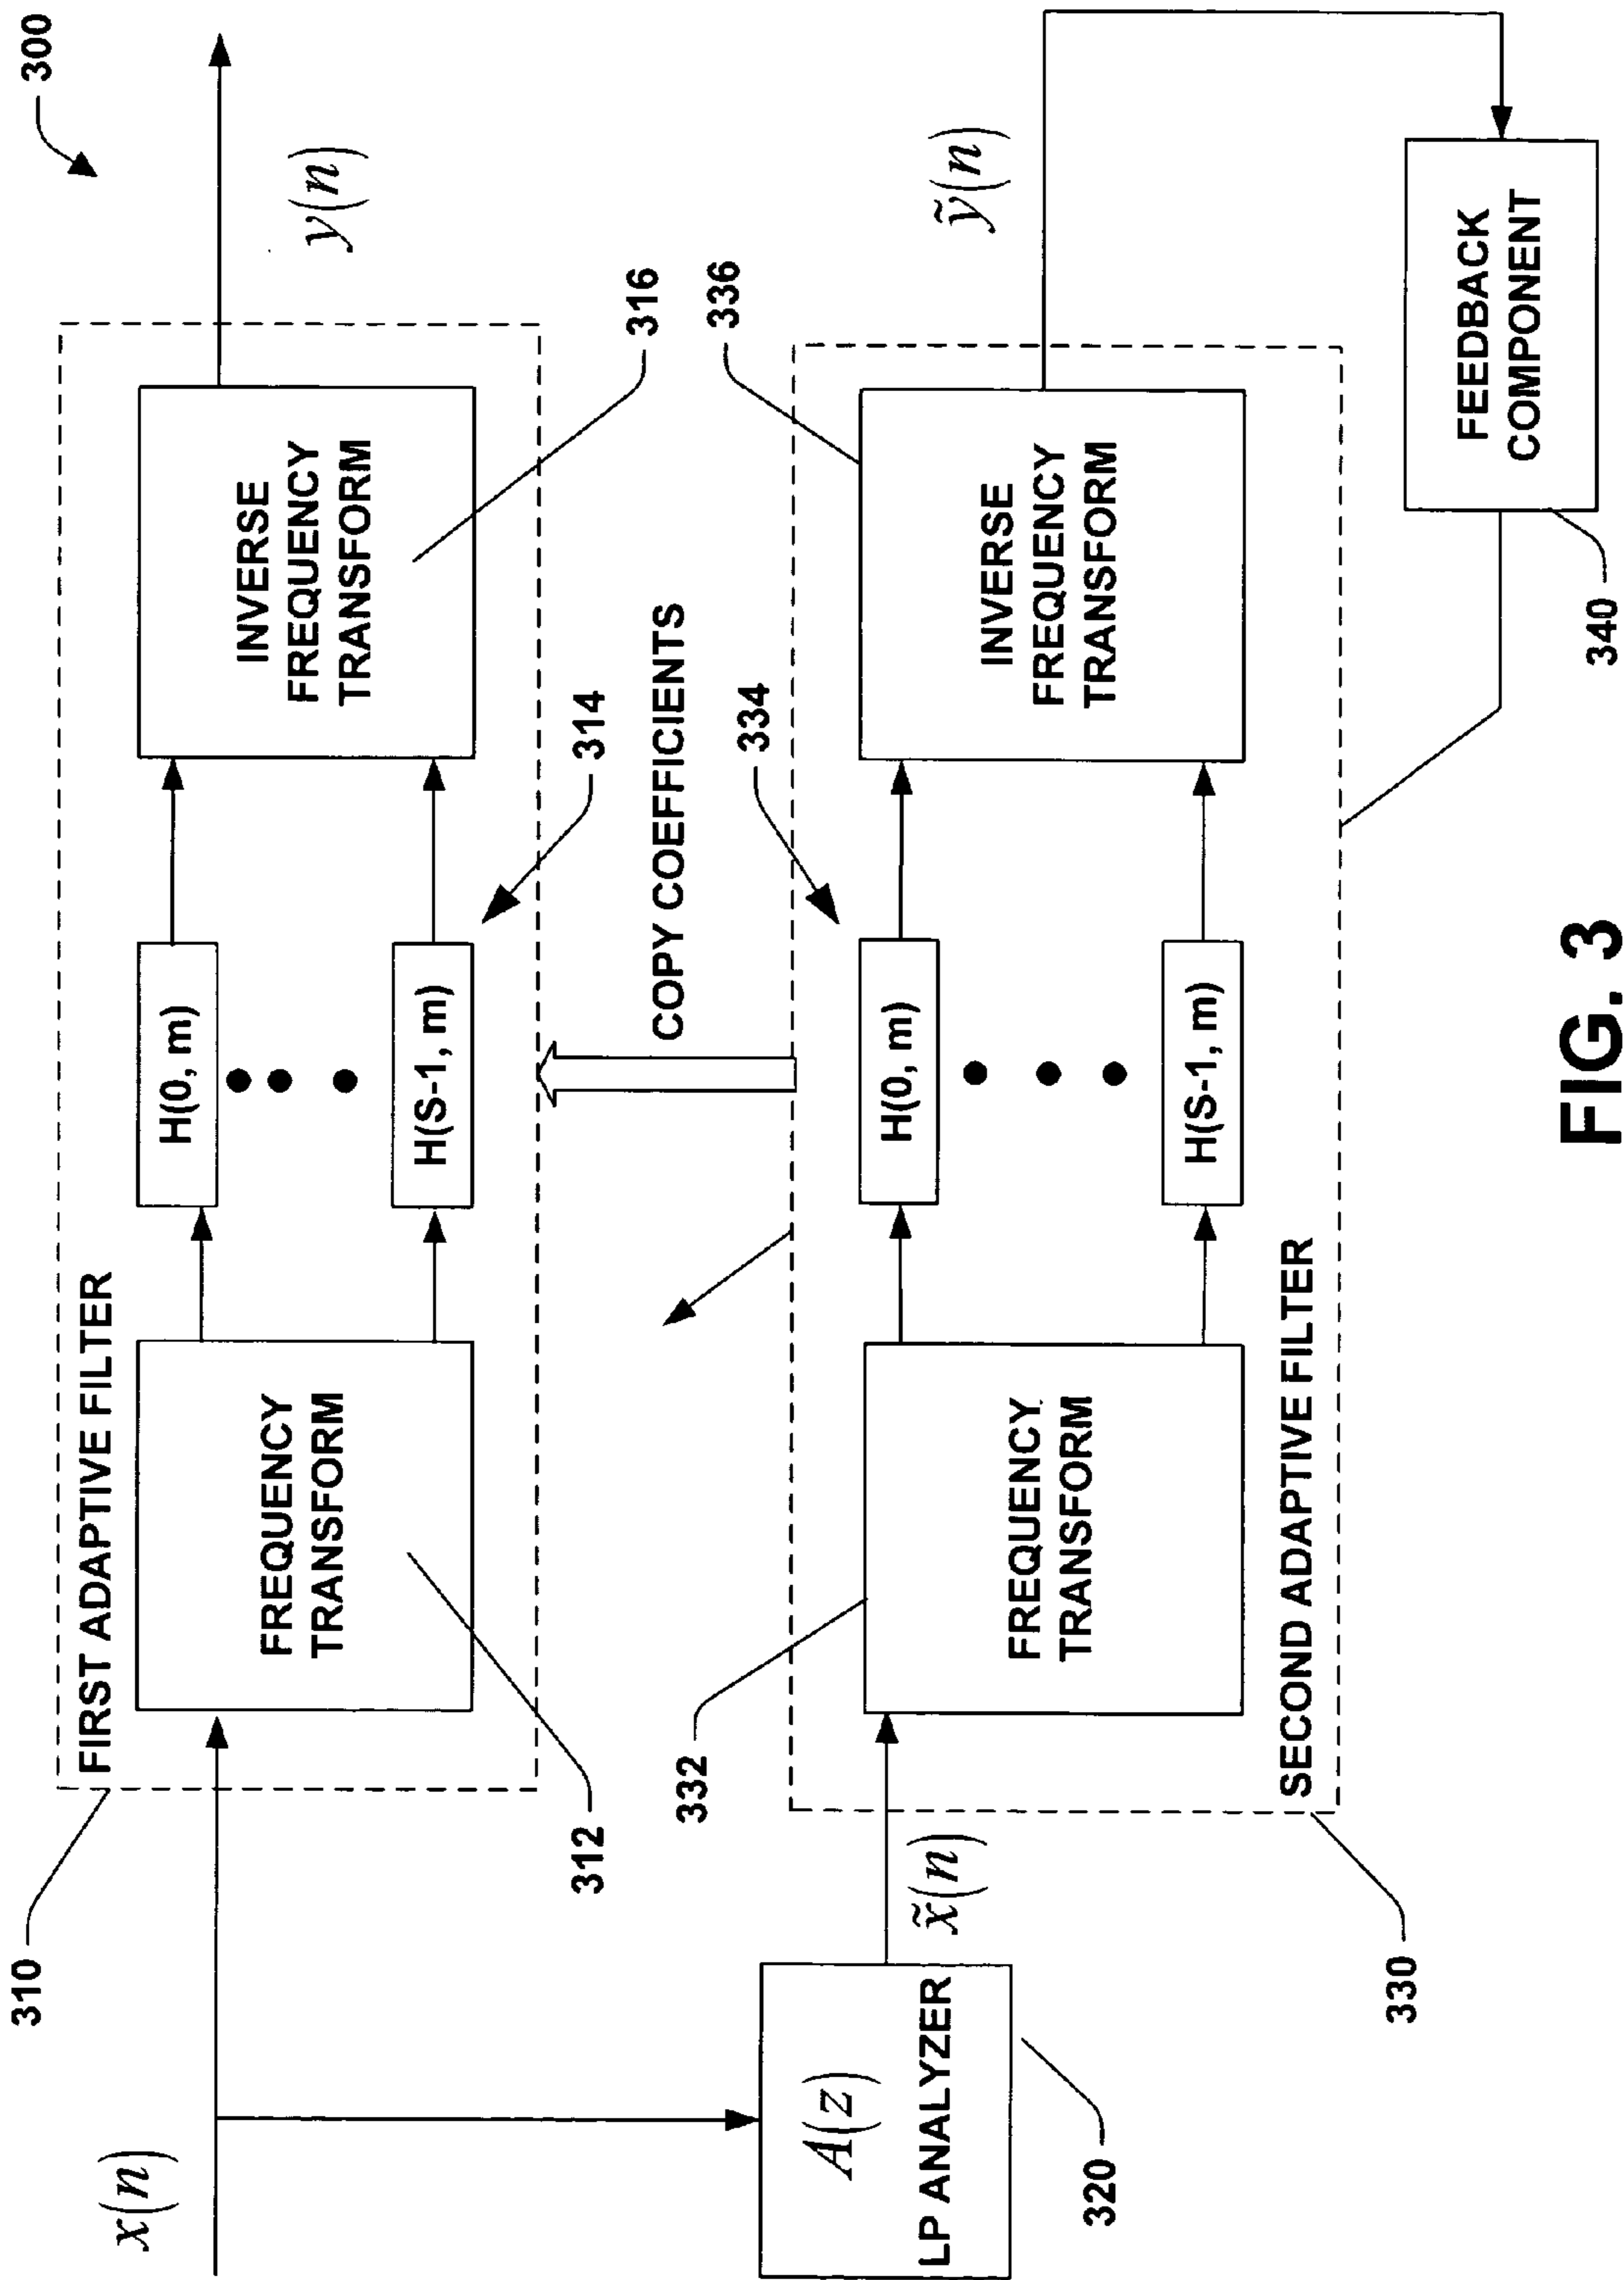 300
x(n)
y(n)
310
FIRST ADAPTIVE FILTER
FREQUENCY
TRANSFORM
H(0, m)
H(S-1, m)
INVERSE
FREQUENCY
TRANSFORM
312
314
316
COPY COEFFICIENTS
332
334
336
A(z)
LP ANALYZER
320
x̃(n)
FREQUENCY
TRANSFORM
H(0, m)
H(S-1, m)
INVERSE
FREQUENCY
TRANSFORM
ỹ(n)
SECOND ADAPTIVE FILTER
330
FEEDBACK
COMPONENT
340
FIG. 3